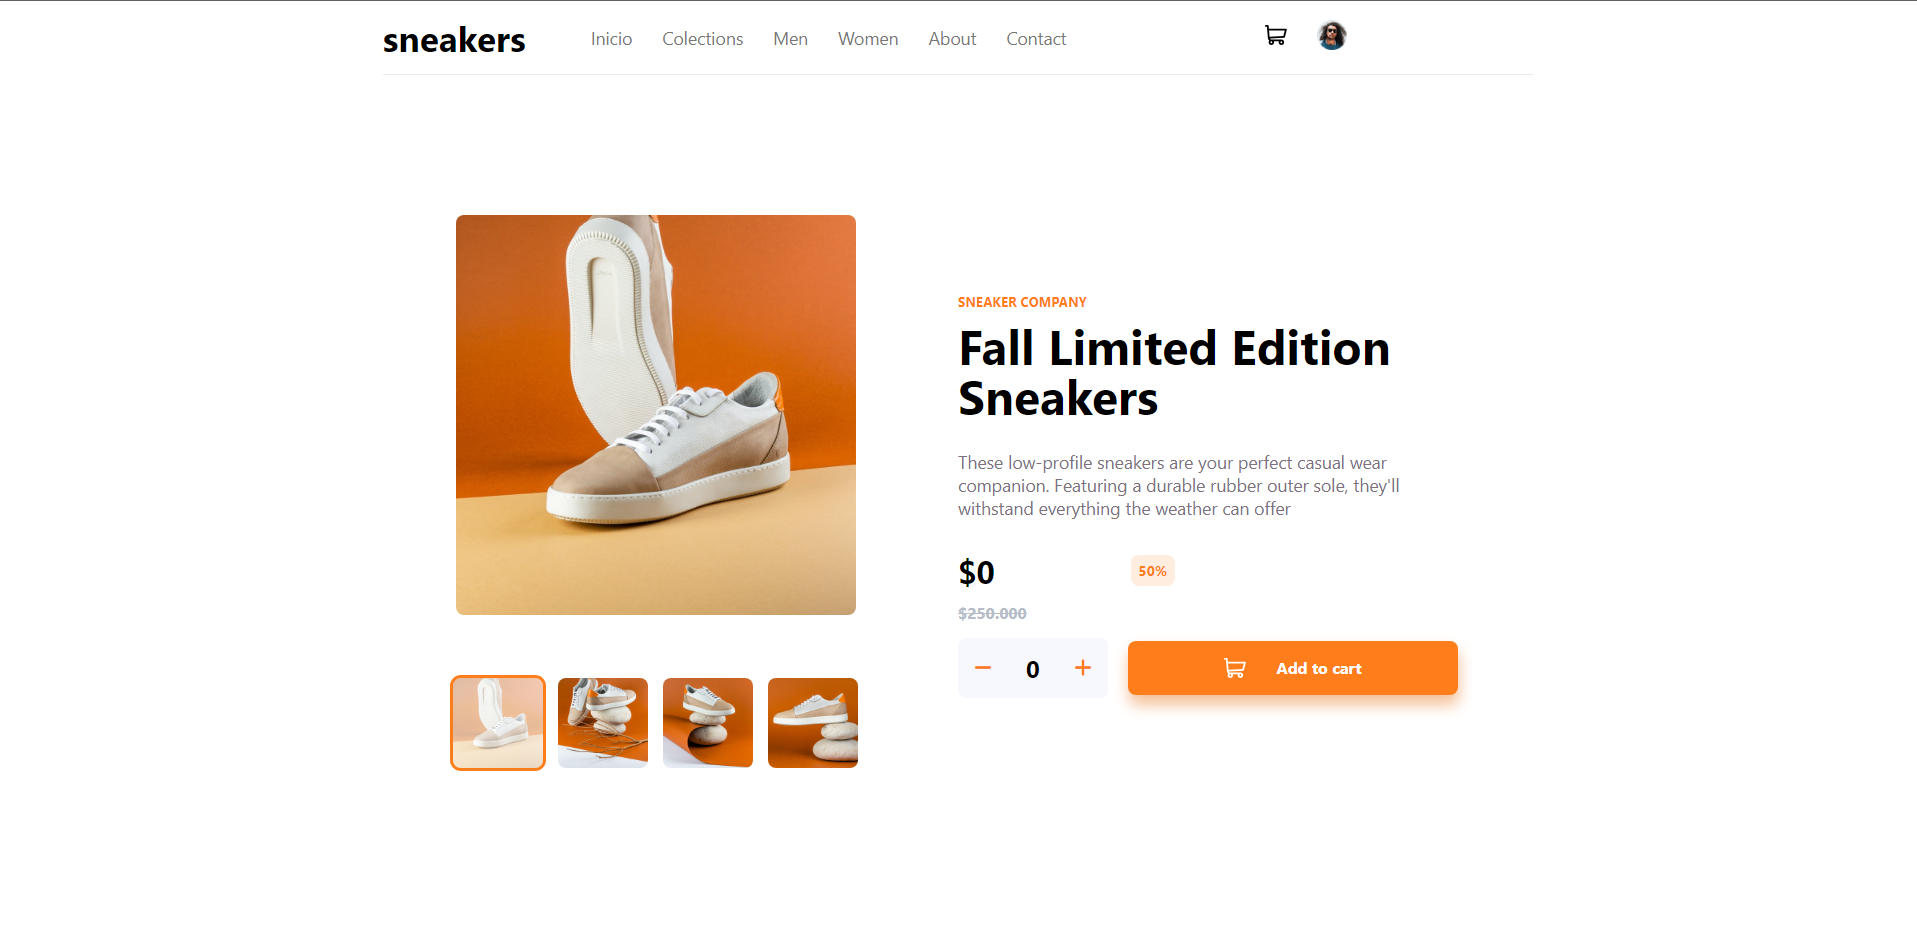 sneakers
Inicio
Colections
Men
Women
About
Contact
SNEAKER COMPANY
Fall Limited Edition
Sneakers
These low-profile sneakers are your perfect casual wear
companion. Featuring a durable rubber outer sole, they'll
withstand everything the weather can offer
$0
50%
$250.000
− 0 +
Add to cart